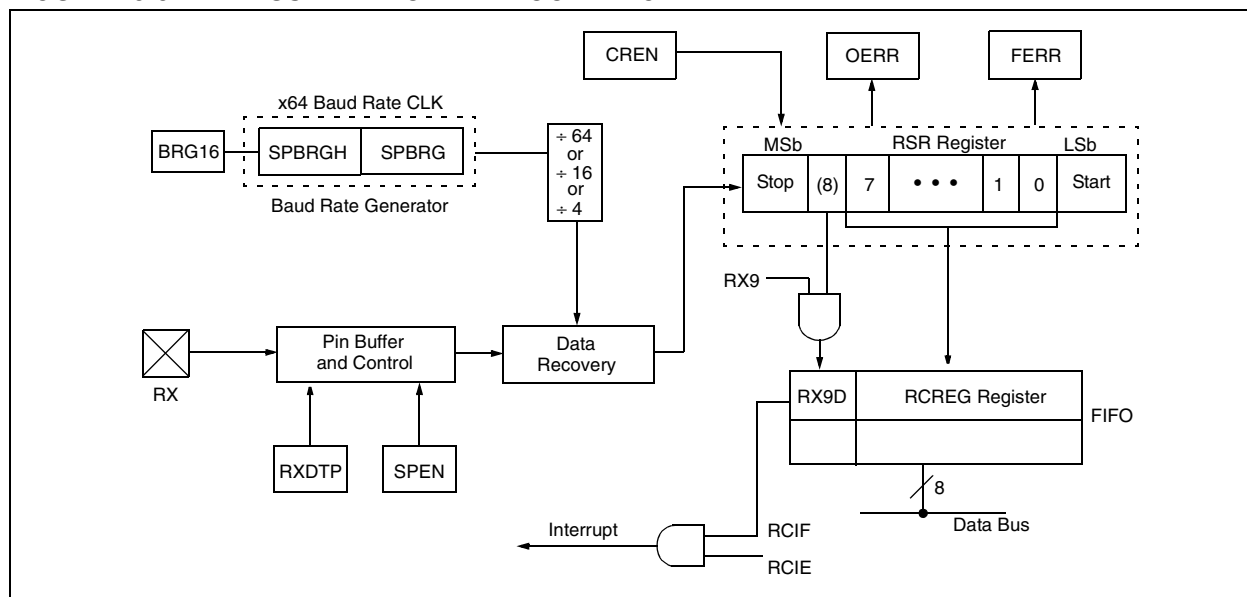 CREN
OERR
FERR
x64 Baud Rate CLK
BRG16
SPBRGH
SPBRG
÷ 64
or
÷ 16
or
÷ 4
Baud Rate Generator
MSb
RSR Register
LSb
Stop
(8)
7
• • •
1
0
Start
RX9
Pin Buffer
and Control
Data
Recovery
RX
RX9D
RCREG Register
FIFO
RXDTP
SPEN
8
Data Bus
Interrupt
RCIF
RCIE